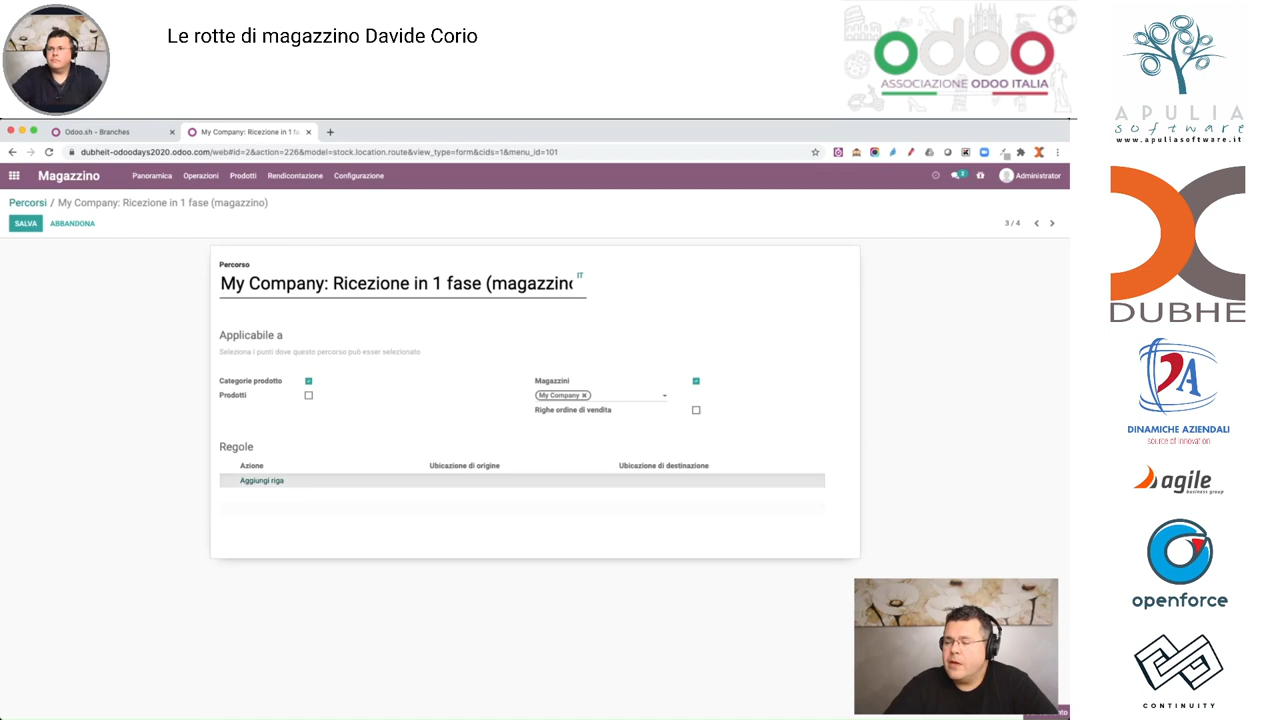 Le rotte di magazzino Davide Corio
odoo
ASSOCIAZIONE ODOO ITALIA
APULIA
software
www.apuliasoftware.it
DUBHE
DINAMICHE AZIENDALI
source of innovation
agile
business group
openforce
CONTINUITY
Odoo.sh - Branches
My Company: Ricezione in 1 fa
dubheit-odoodays2020.odoo.com/web#id=2&action=226&model=stock.location.route&view_type=form&cids=1&menu_id=101
Magazzino Panoramica Operazioni Prodotti Rendicontazione Configurazione
Administrator
Percorsi / My Company: Ricezione in 1 fase (magazzino)
SALVA ABBANDONA
3 / 4
Percorso
My Company: Ricezione in 1 fase (magazzino
IT
Applicabile a
Seleziona i punti dove questo percorso può esser selezionato
Categorie prodotto
Magazzini
Prodotti
My Company
Righe ordine di vendita
Regole
Azione Ubicazione di origine Ubicazione di destinazione
Aggiungi riga